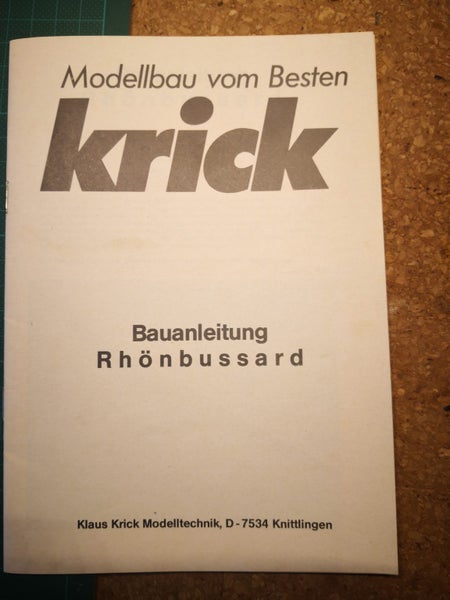 Modellbau vom Besten
krick
Bauanleitung
Rhönbussard
Klaus Krick Modelltechnik, D-7534 Knittlingen